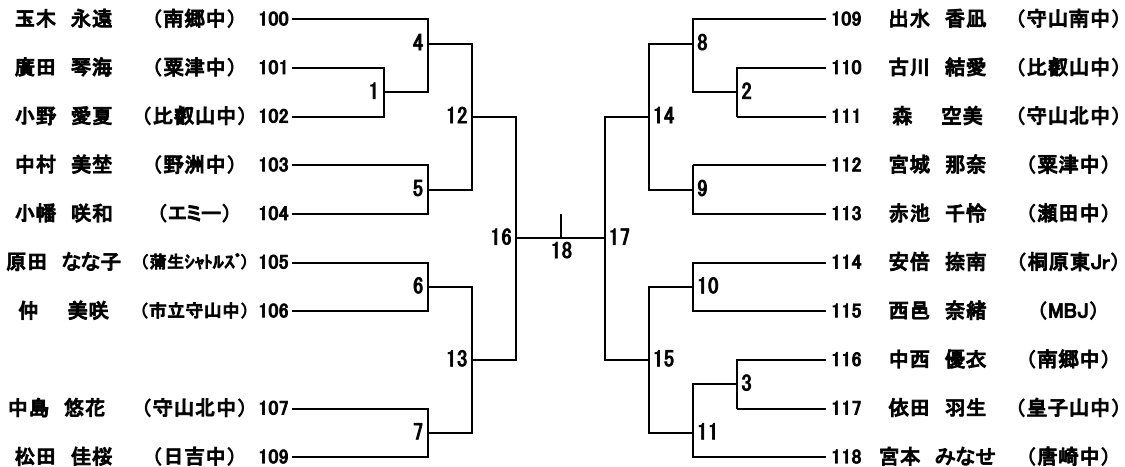 玉木 永遠 (南郷中) 100
廣田 琴海 (粟津中) 101
小野 愛夏 (比叡山中) 102
中村 美埜 (野洲中) 103
小幡 咲和 (エミー) 104
原田 なな子 (蒲生シャトルズ) 105
仲 美咲 (市立守山中) 106
中島 悠花 (守山北中) 107
松田 佳桜 (日吉中) 109
4
1
12
5
16
6
13
7
18
8
2
14
9
17
10
15
3
11
109 出水 香凪 (守山南中)
110 古川 結愛 (比叡山中)
111 森 空美 (守山北中)
112 宮城 那奈 (粟津中)
113 赤池 千怜 (瀬田中)
114 安倍 捺南 (桐原東Jr)
115 西邑 奈緒 (MBJ)
116 中西 優衣 (南郷中)
117 依田 羽生 (皇子山中)
118 宮本 みなせ (唐崎中)